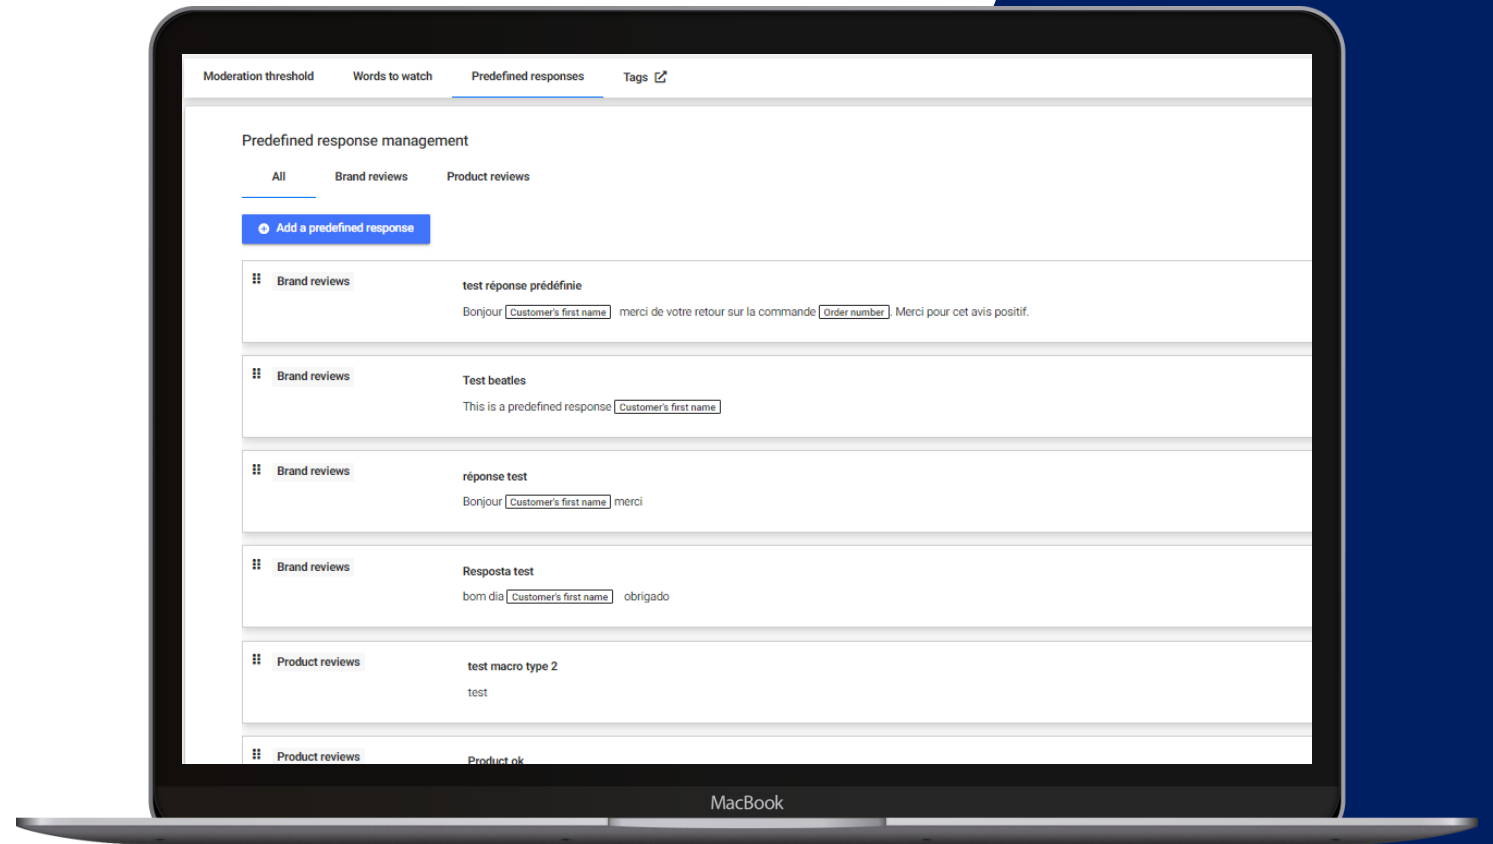 Moderation threshold Words to watch Predefined responses Tags
Predefined response management
All Brand reviews Product reviews
Add a predefined response
Brand reviews
test réponse prédéfinie
Bonjour Customer's first name merci de votre retour sur la commande Order number . Merci pour cet avis positif.
Brand reviews
Test beatles
This is a predefined response Customer's first name
Brand reviews
réponse test
Bonjour Customer's first name merci
Brand reviews
Resposta test
bom dia Customer's first name obrigado
Product reviews
test macro type 2
test
Product reviews
Product ok
MacBook